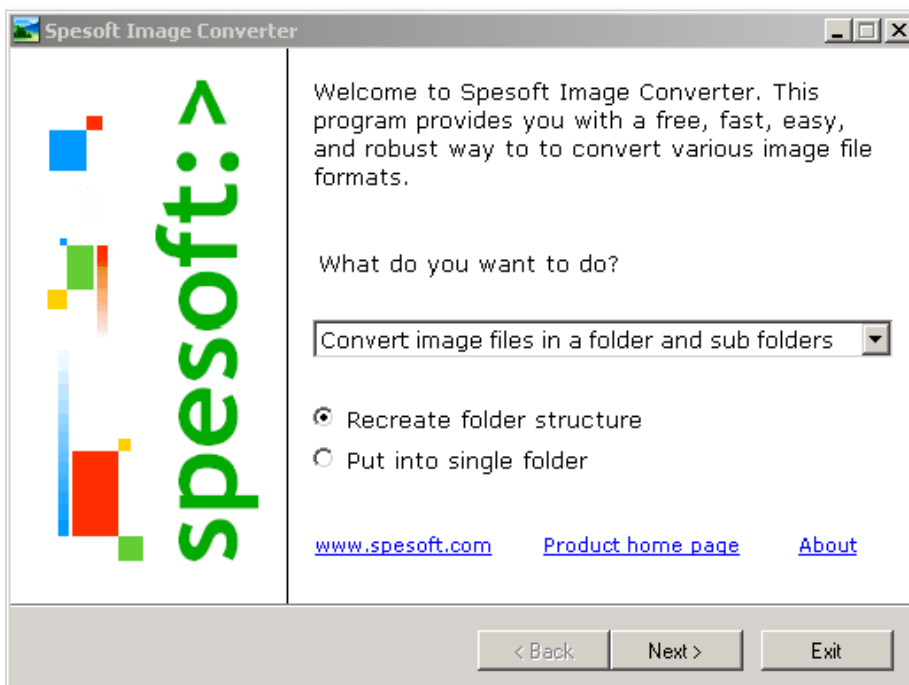 Spesoft Image Converter
spesoft:>
Welcome to Spesoft Image Converter. This
program provides you with a free, fast, easy,
and robust way to to convert various image file
formats.
What do you want to do?
Convert image files in a folder and sub folders
Recreate folder structure
Put into single folder
www.spesoft.com Product home page About
< Back Next > Exit